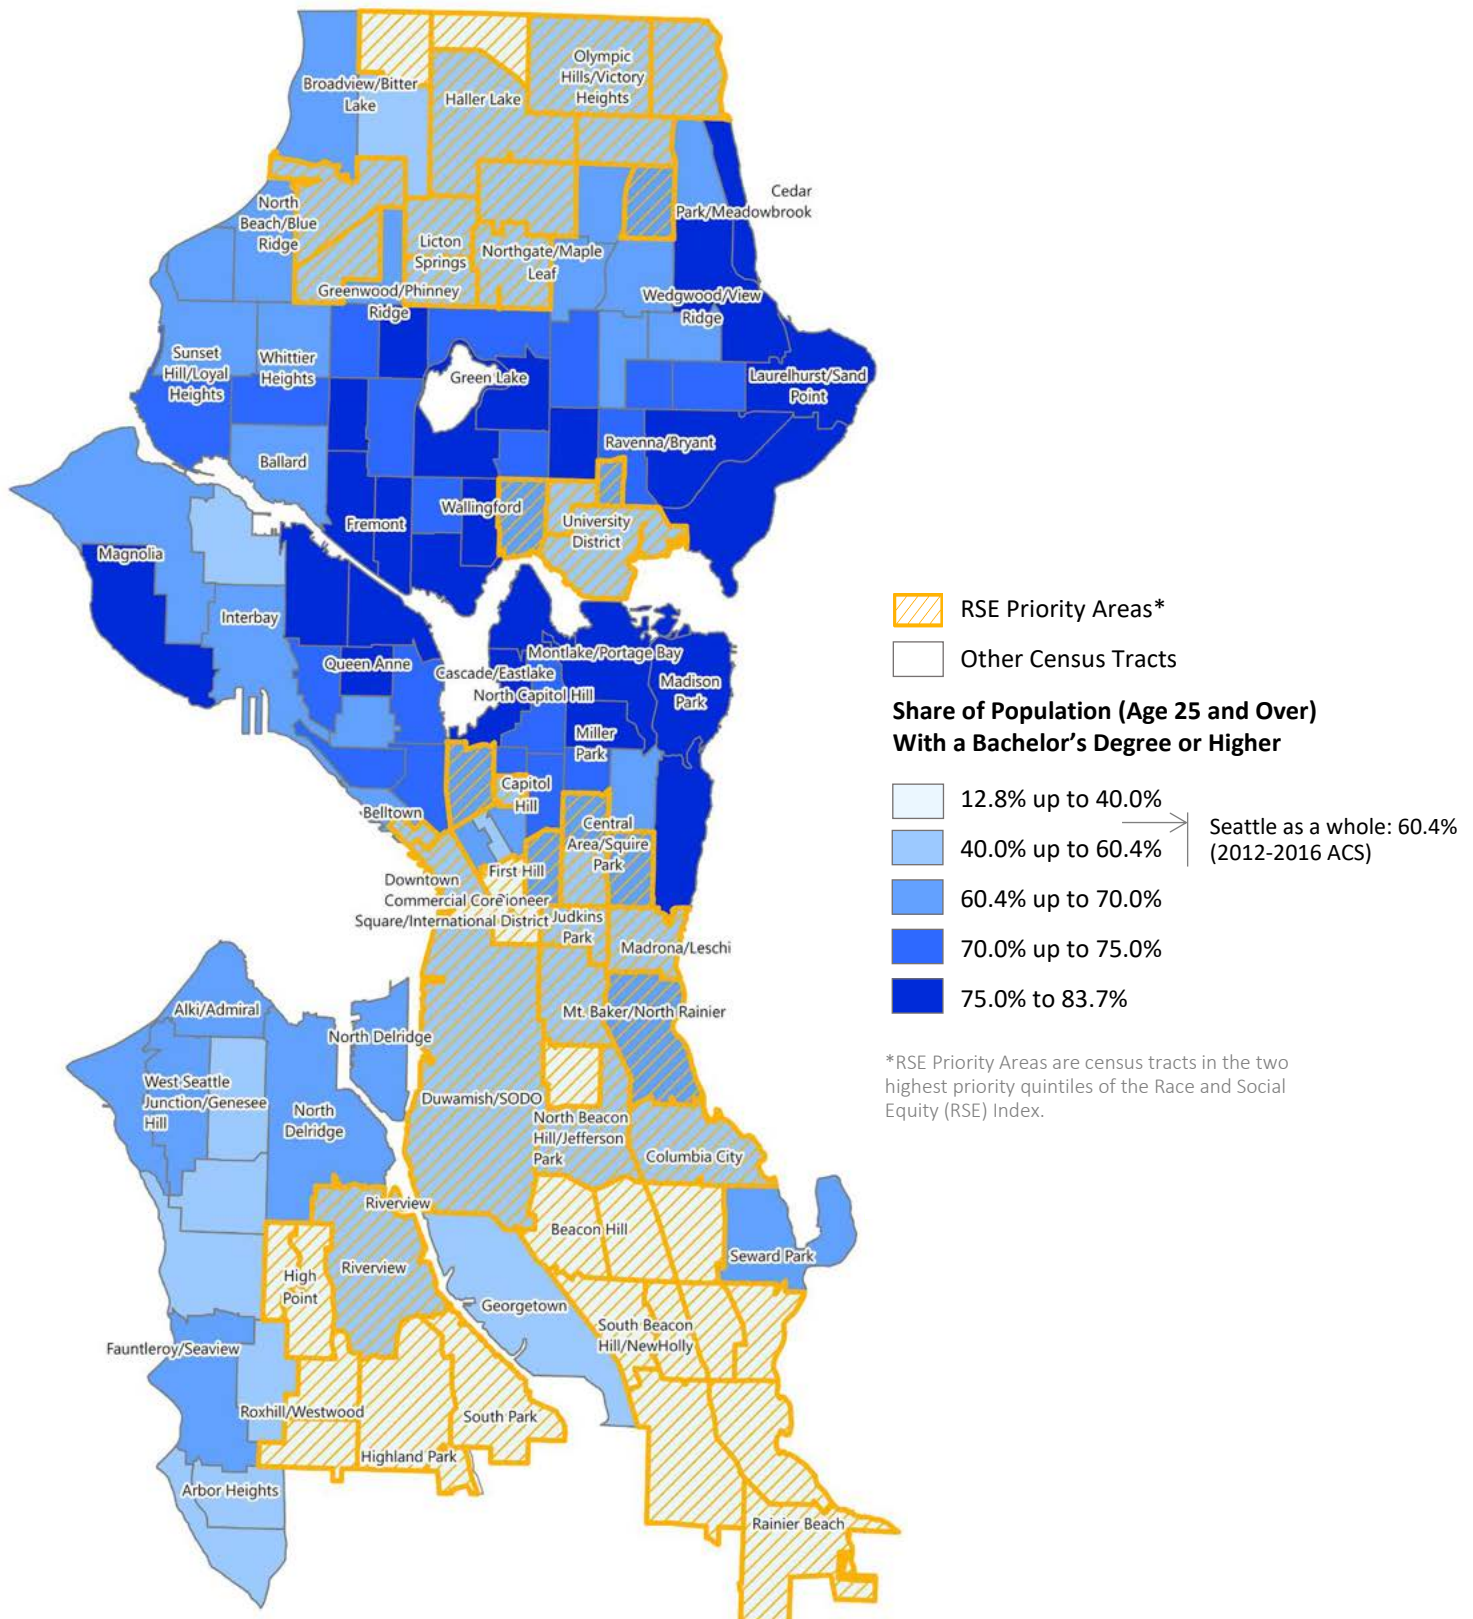 Olympic
Hills/Victory
Heights
Broadview/Bitter
Lake
Haller Lake
Cedar
Park/Meadowbrook
North
Beach/Blue
Ridge
Licton
Springs
Northgate/Maple
Leaf
Greenwood/Phinney
Ridge
Wedgwood/View
Ridge
Sunset
Hill/Loyal
Heights
Whittier
Heights
Green Lake
Laurelhurst/Sand
Point
Ravenna/Bryant
Ballard
Wallingford
Fremont
University
District
Magnolia
Interbay
Queen Anne
Montlake/Portage Bay
Cascade/Eastlake
North Capitol Hill
Madison
Park
Miller
Park
Capitol
Hill
Belltown
Central
Area/Squire
Park
First Hill
Downtown
Commercial Core
Pioneer
Square/International District
Judkins
Park
Madrona/Leschi
Alki/Admiral
North Delridge
Mt. Baker/North Rainier
West Seattle
Junction/Genesee
Hill
North
Delridge
Duwamish/SODO
North Beacon
Hill/Jefferson
Park
Columbia City
Riverview
Beacon Hill
Seward Park
Riverview
High
Point
Georgetown
South Beacon
Hill/NewHolly
Fauntleroy/Seaview
Roxhill/Westwood
South Park
Highland Park
Arbor Heights
Rainier Beach
RSE Priority Areas*
Other Census Tracts
Share of Population (Age 25 and Over)
With a Bachelor's Degree or Higher
12.8% up to 40.0%
40.0% up to 60.4%
60.4% up to 70.0%
70.0% up to 75.0%
75.0% to 83.7%
Seattle as a whole: 60.4%
(2012-2016 ACS)
*RSE Priority Areas are census tracts in the two
highest priority quintiles of the Race and Social
Equity (RSE) Index.